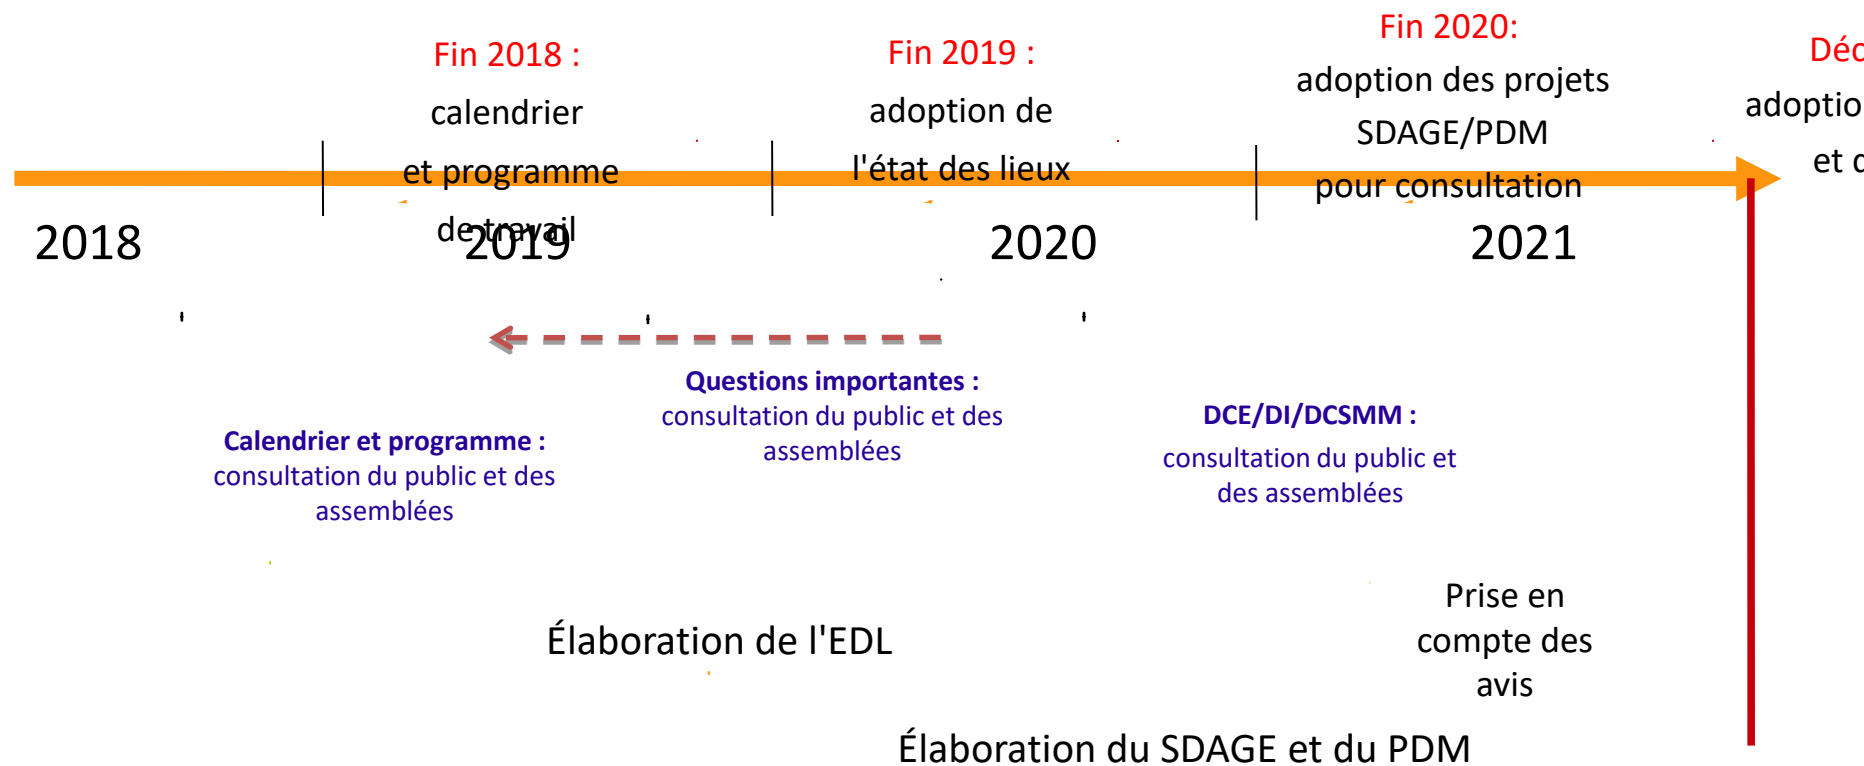 Fin 2018 :
calendrier
et programme
de travail
Fin 2019 :
adoption de
l'état des lieux
Fin 2020:
adoption des projets
SDAGE/PDM
pour consultation
2018
2019
2020
2021
Questions importantes :
consultation du public et des
assemblées
Calendrier et programme :
consultation du public et des
assemblées
DCE/DI/DCSMM :
consultation du public et
des assemblées
Élaboration de l'EDL
Prise en
compte des
avis
Élaboration du SDAGE et du PDM